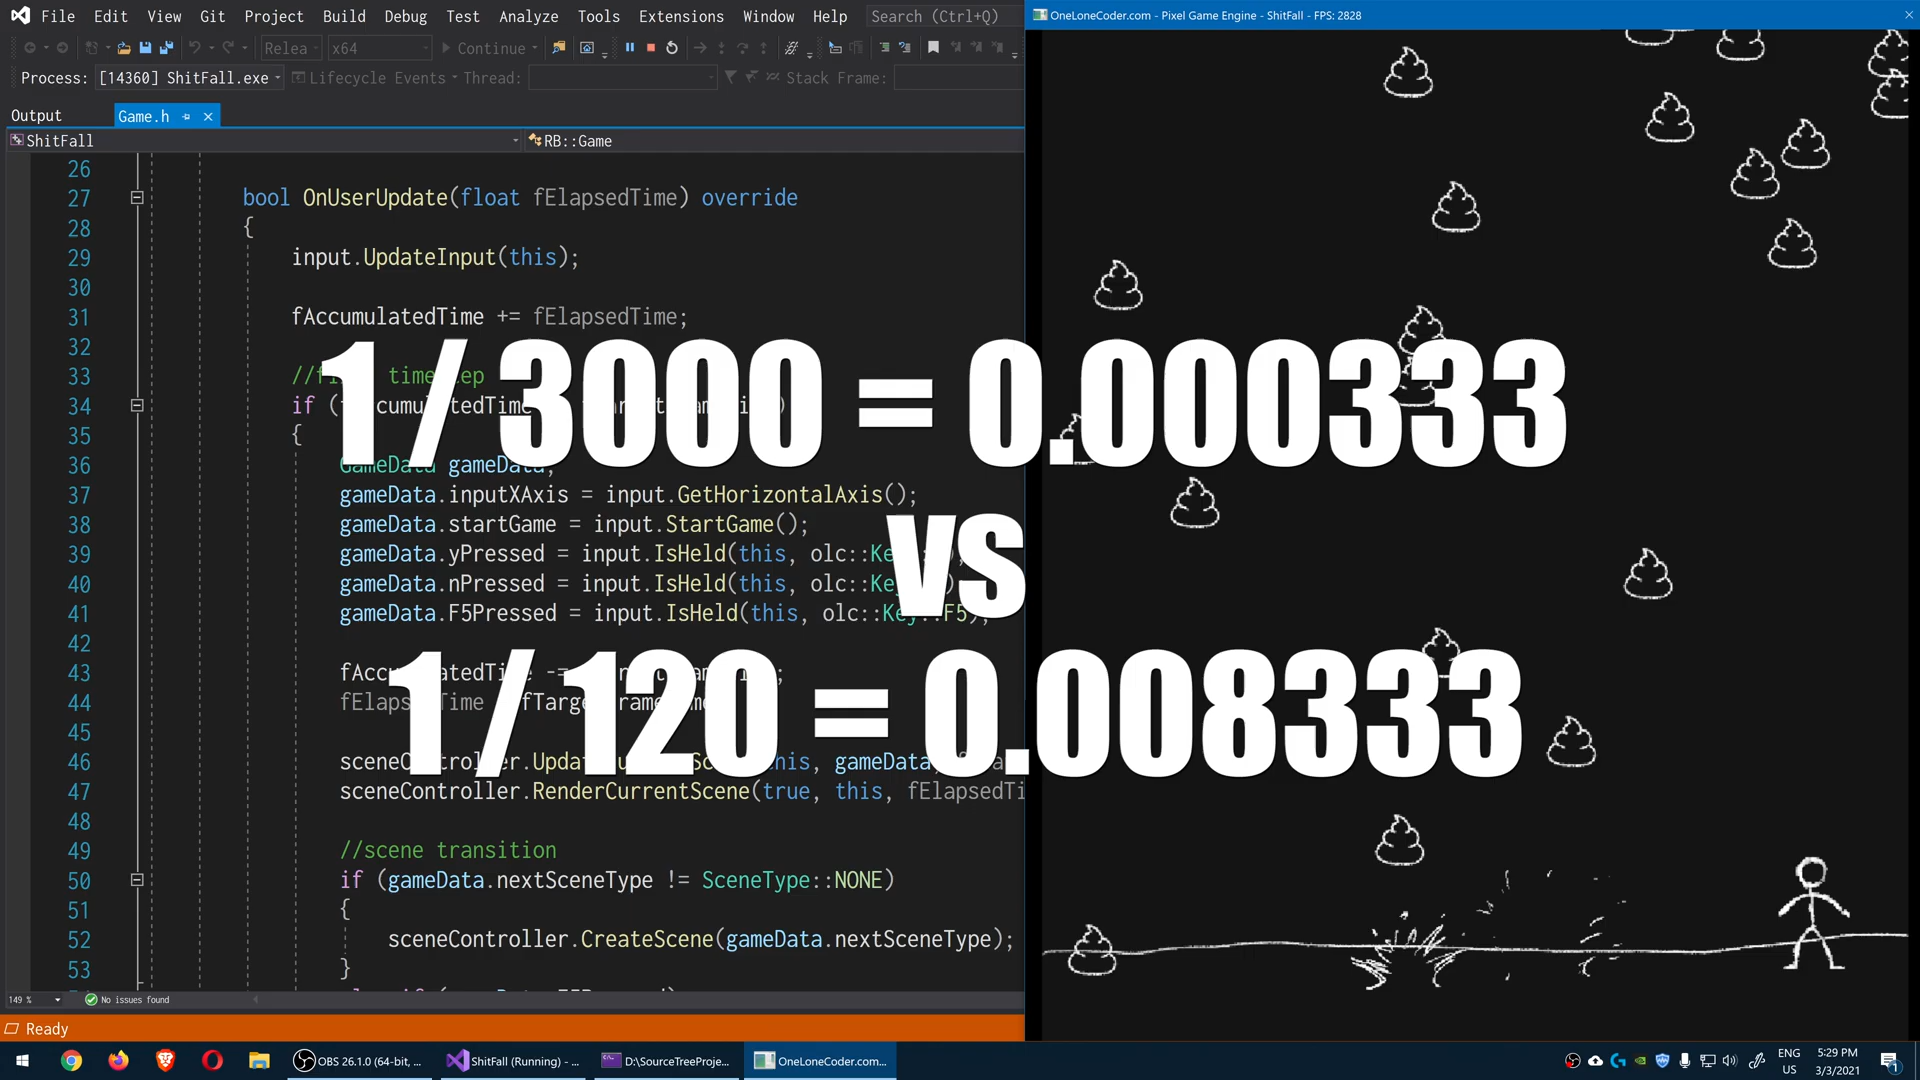 File Edit View Git Project Build Debug Test Analyze Tools Extensions Window Help Search (Ctrl+Q)
OneLoneCoder.com - Pixel Game Engine - ShitFall - FPS: 2828
Relea x64 Continue
Process: [14360] ShitFall.exe Lifecycle Events Thread: Stack Frame:
Output Game.h
ShitFall RB::Game
26
27 bool OnUserUpdate(float fElapsedTime) override
28 {
29 input.UpdateInput(this);
30
31 fAccumulatedTime += fElapsedTime;
32
33
34 if (
35 {
36 GameData gameData;
37 gameData.inputXAxis = input.GetHorizontalAxis();
38 gameData.startGame = input.StartGame();
39 gameData.yPressed = input.IsHeld(this, olc::
40 gameData.nPressed = input.IsHeld(this, olc::
41 gameData.F5Pressed = input.IsHeld(this, olc::Key::F5);
42
43
44
45
46 gameData,
47 sceneController.RenderCurrentScene(true, this, fElapsedTi
48
49 //scene transition
50 if (gameData.nextSceneType != SceneType::NONE)
51 {
52 sceneController.CreateScene(gameData.nextSceneType);
53 }
1 / 3000 = 0.000333
vs
1 / 120 = 0.008333
149 % No issues found
Ready
OBS 26.1.0 (64-bit, ... ShitFall (Running) - ... D:\SourceTreeProje... OneLoneCoder.com...
ENG
US
5:29 PM
3/3/2021
1